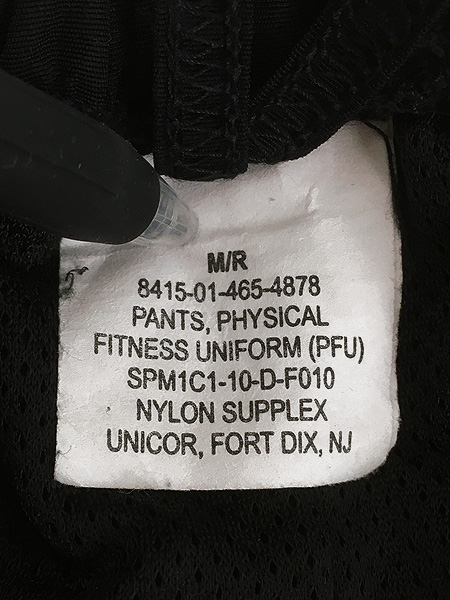 M/R
8415-01-465-4878
PANTS, PHYSICAL
FITNESS UNIFORM (PFU)
SPM1C1-10-D-F010
NYLON SUPPLEX
UNICOR, FORT DIX, NJ